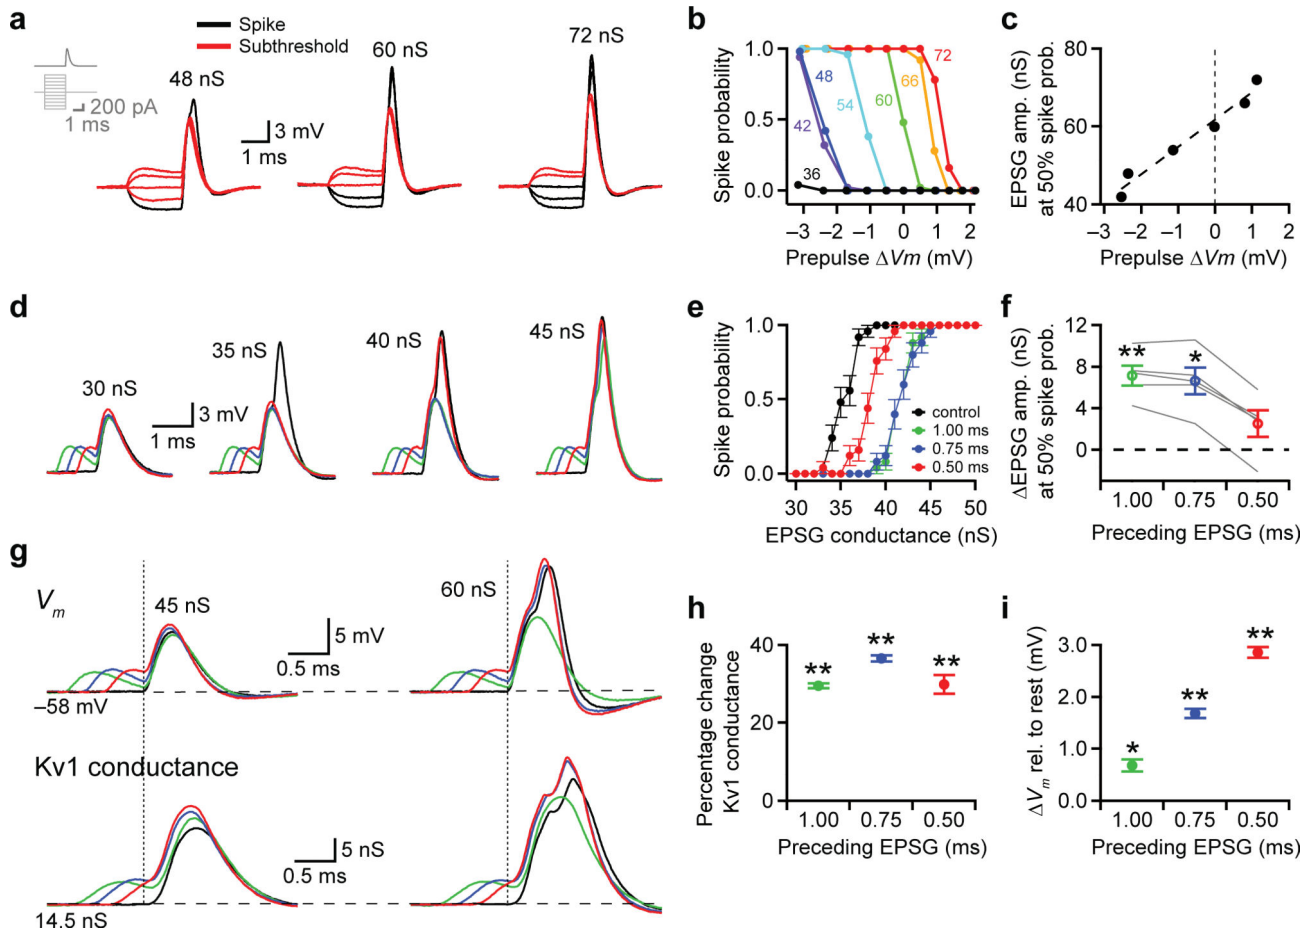 a
Spike
Subthreshold
200 pA
1 ms
48 nS
60 nS
72 nS
3 mV
1 ms
b
Spike probability
1.0
0.5
0.0
48
54
60
66
72
42
36
–3 –2 –1 0 1 2
Prepulse ΔVm (mV)
c
EPSG amp. (nS)
at 50% spike prob.
80
60
40
–3 –2 –1 0 1 2
Prepulse ΔVm (mV)
d
30 nS
35 nS
40 nS
45 nS
3 mV
1 ms
e
Spike probability
1.0
0.5
0.0
control
1.00 ms
0.75 ms
0.50 ms
30 35 40 45 50
EPSG conductance (nS)
f
ΔEPSG amp. (nS)
at 50% spike prob.
12
8
4
0
** *
1.00 0.75 0.50
Preceding EPSG (ms)
g
Vm
45 nS
60 nS
5 mV
0.5 ms
–58 mV
Kv1 conductance
5 nS
0.5 ms
14.5 nS
h
Percentage change
Kv1 conductance
40
20
0
** ** **
1.00 0.75 0.50
Preceding EPSG (ms)
i
ΔVm rel. to rest (mV)
3.0
2.0
1.0
0.0
* ** **
1.00 0.75 0.50
Preceding EPSG (ms)